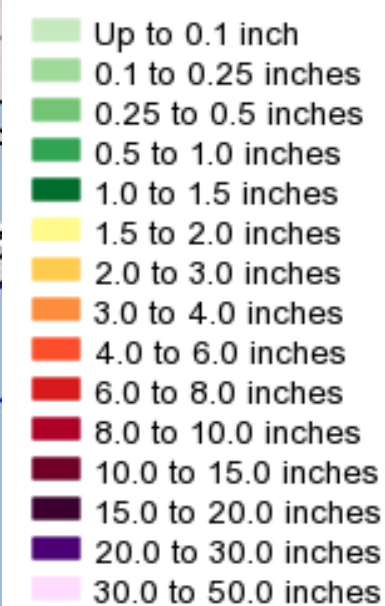 Up to 0.1 inch
0.1 to 0.25 inches
0.25 to 0.5 inches
0.5 to 1.0 inches
1.0 to 1.5 inches
1.5 to 2.0 inches
2.0 to 3.0 inches
3.0 to 4.0 inches
4.0 to 6.0 inches
6.0 to 8.0 inches
8.0 to 10.0 inches
10.0 to 15.0 inches
15.0 to 20.0 inches
20.0 to 30.0 inches
30.0 to 50.0 inches